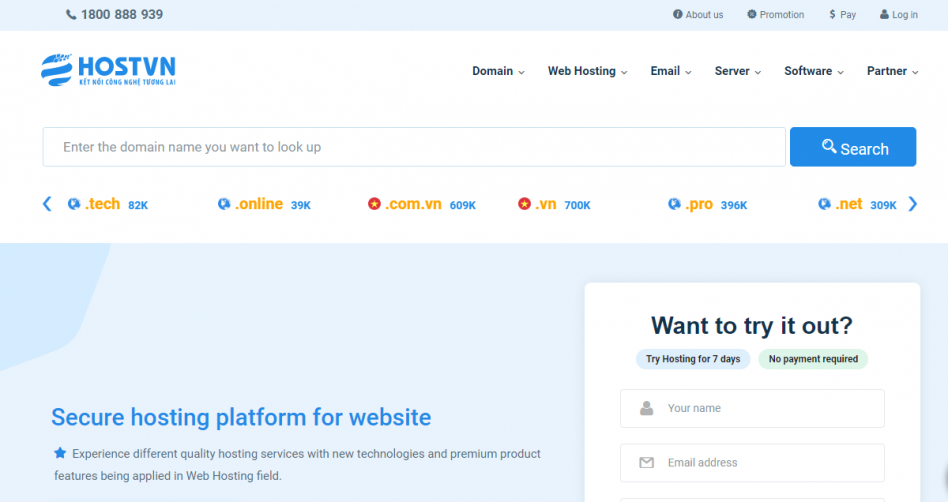 1800 888 939
About us
Promotion
$ Pay
Log in
HOSTVN
KẾT NỐI CÔNG NGHỆ TƯƠNG LAI
Domain
Web Hosting
Email
Server
Software
Partner
Enter the domain name you want to look up
Search
.tech 82K
.online 39K
.com.vn 609K
.vn 700K
.pro 396K
.net 309K
Want to try it out?
Try Hosting for 7 days
No payment required
Your name
Email address
Secure hosting platform for website
Experience different quality hosting services with new technologies and premium product
features being applied in Web Hosting field.